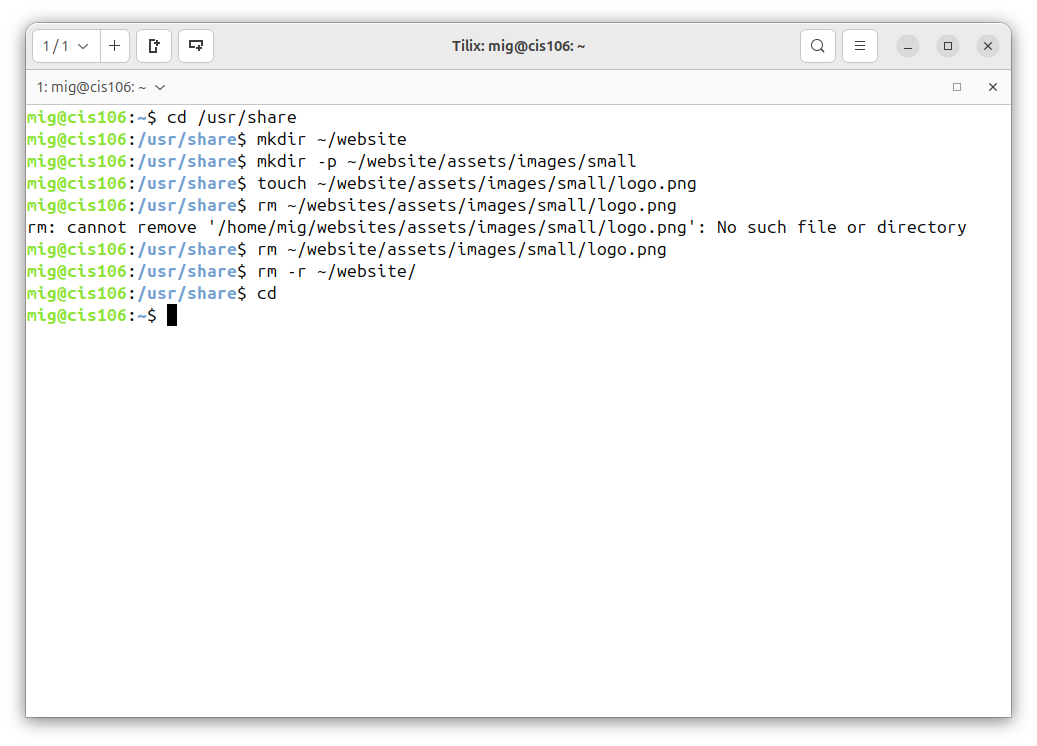 1 / 1
Tilix: mig@cis106: ~
1: mig@cis106: ~
mig@cis106:~$ cd /usr/share
mig@cis106:/usr/share$ mkdir ~/website
mig@cis106:/usr/share$ mkdir -p ~/website/assets/images/small
mig@cis106:/usr/share$ touch ~/website/assets/images/small/logo.png
mig@cis106:/usr/share$ rm ~/websites/assets/images/small/logo.png
rm: cannot remove '/home/mig/websites/assets/images/small/logo.png': No such file or directory
mig@cis106:/usr/share$ rm ~/website/assets/images/small/logo.png
mig@cis106:/usr/share$ rm -r ~/website/
mig@cis106:/usr/share$ cd
mig@cis106:~$